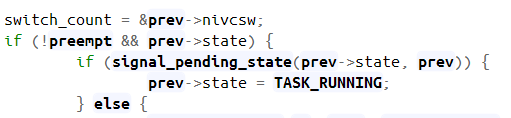 switch_count = &prev->nivcsw;
if (!preempt && prev->state) {
        if (signal_pending_state(prev->state, prev)) {
                prev->state = TASK_RUNNING;
        } else {